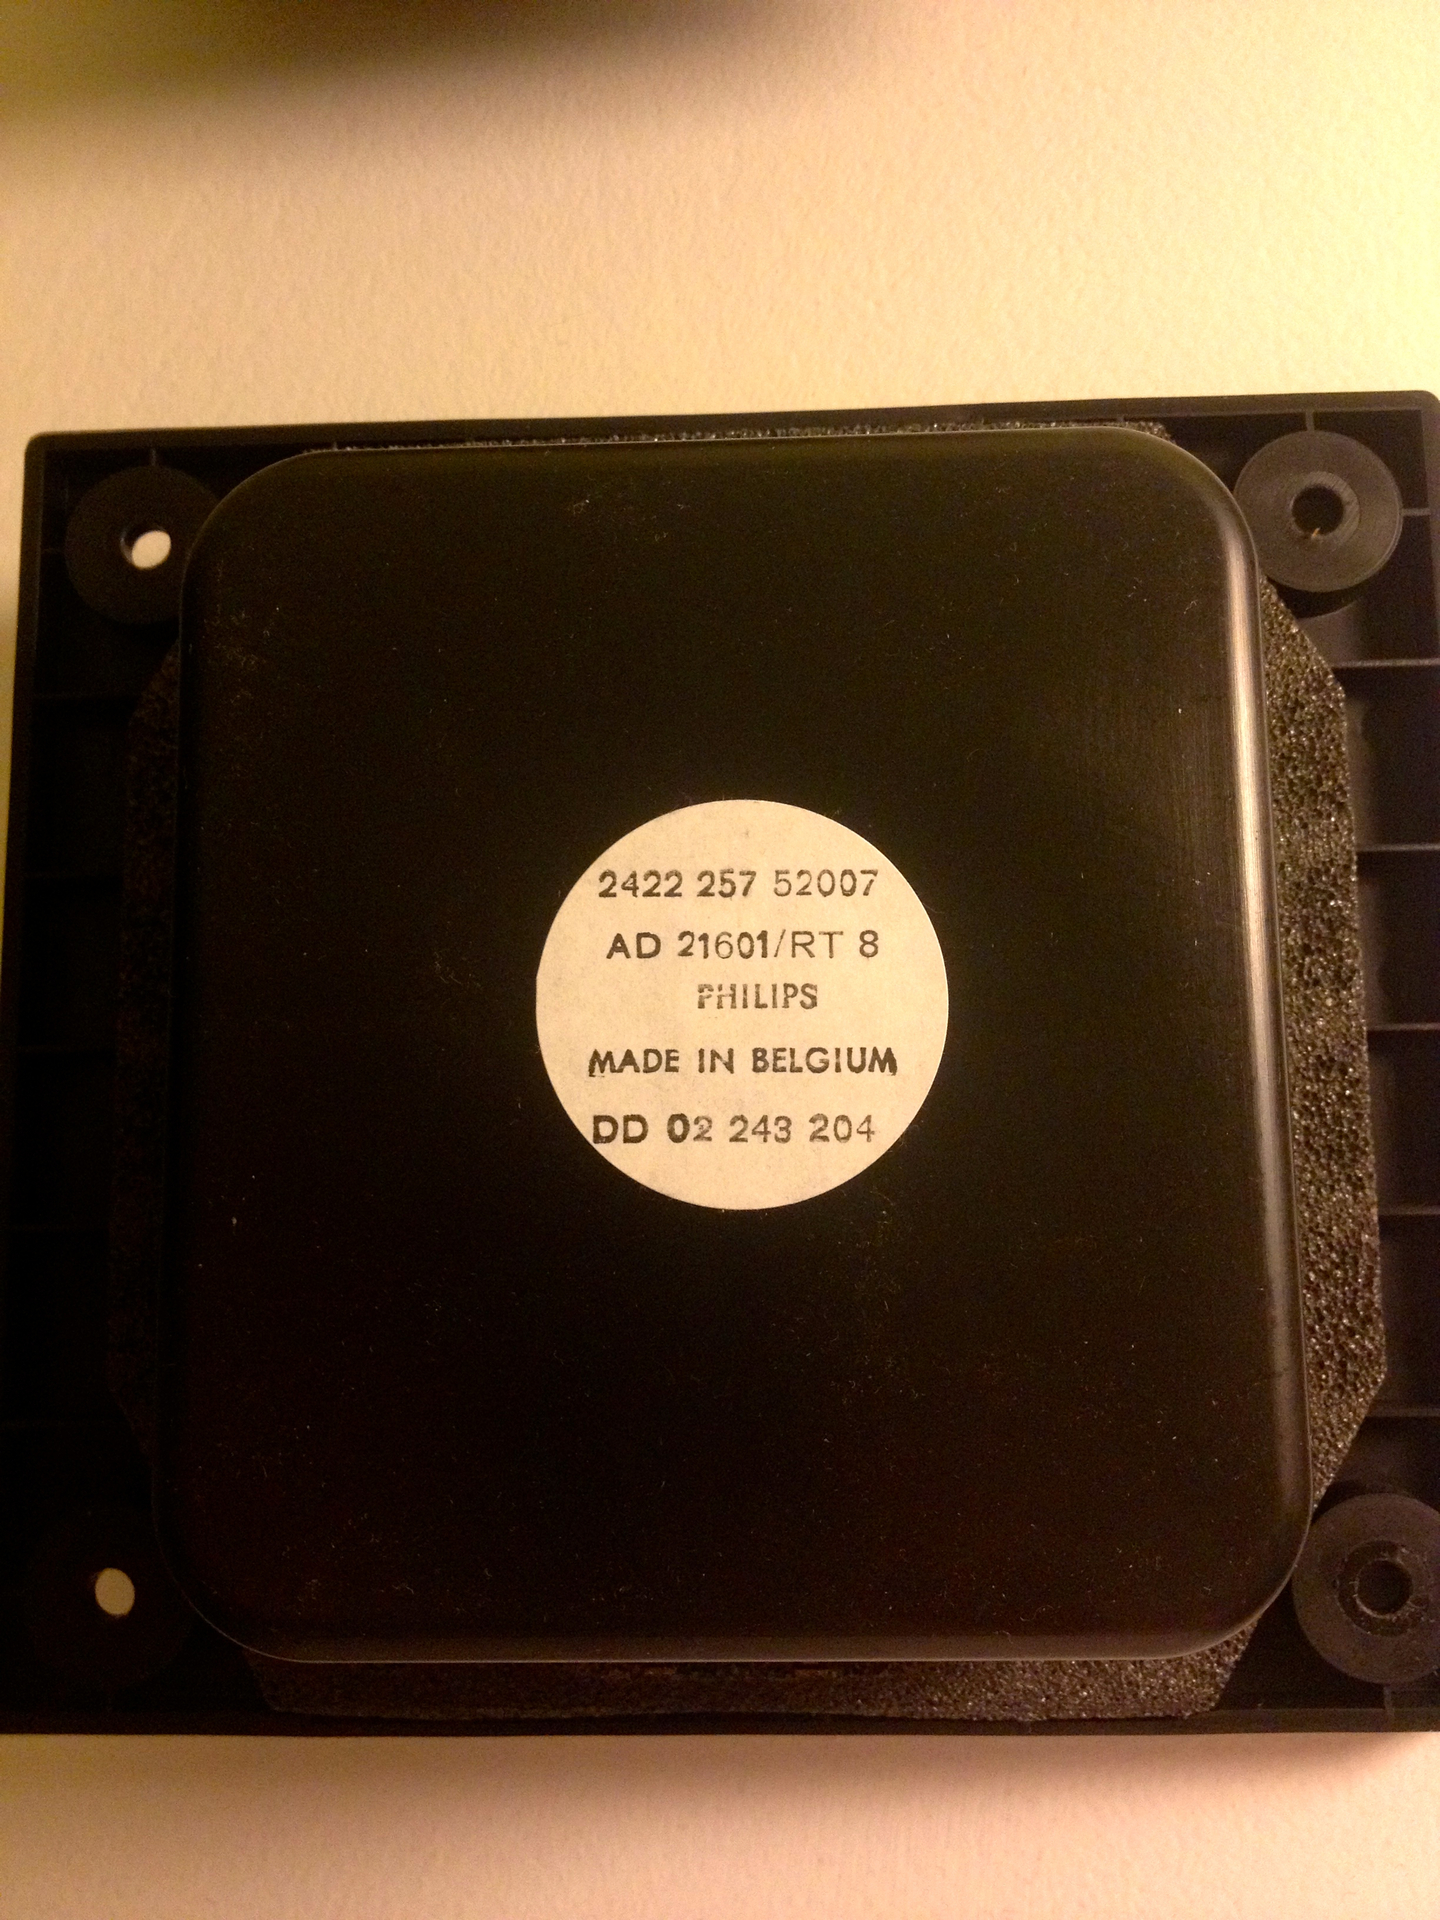 2422 257 52007
AD 21601/RT 8
PHILIPS
MADE IN BELGIUM
DD 02 243 204